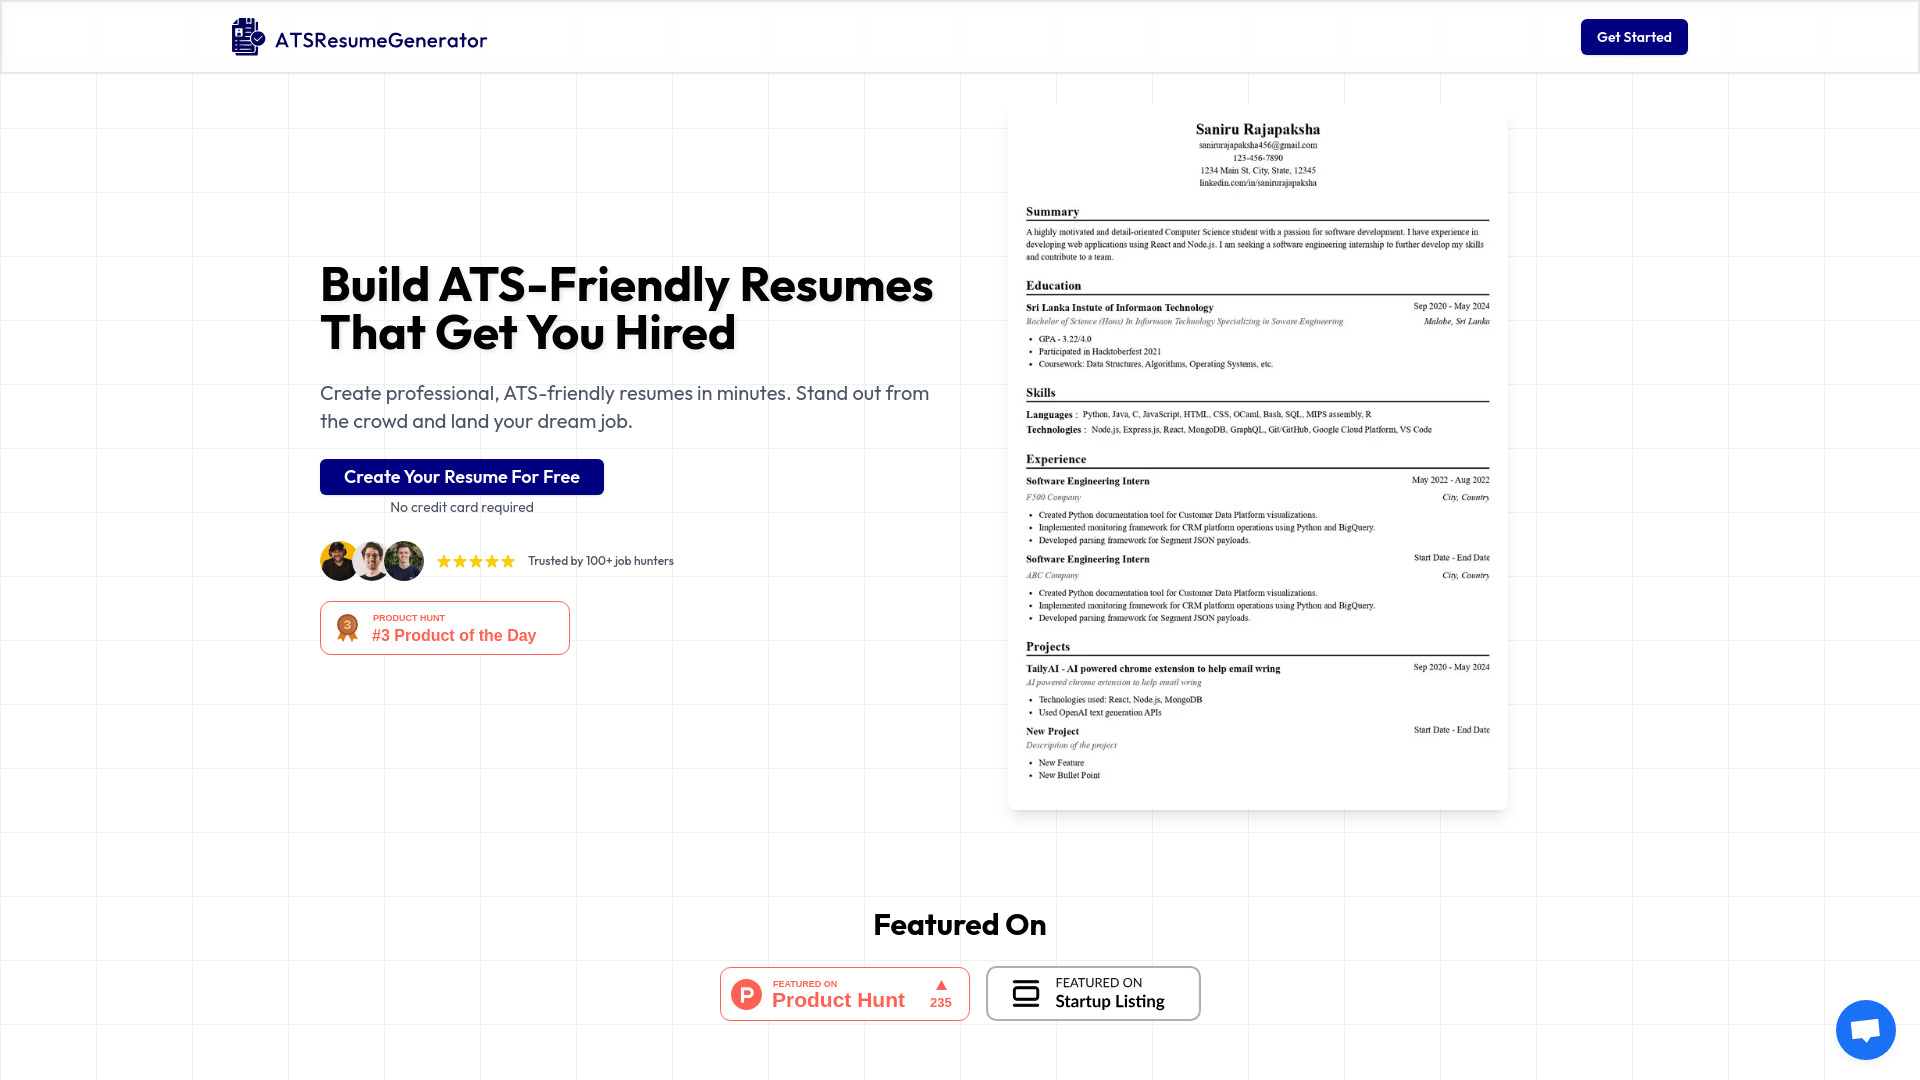 ATSResumeGenerator
Get Started
Build ATS-Friendly Resumes
That Get You Hired
Create professional, ATS-friendly resumes in minutes. Stand out from
the crowd and land your dream job.
Create Your Resume For Free
No credit card required
Trusted by 100+ job hunters
3
PRODUCT HUNT
#3 Product of the Day
Saniru Rajapaksha
sanirurajapaksha456@gmail.com
123-456-7890
1234 Main St, City, State, 12345
linkedin.com/in/sanirurajapaksha
Summary
A highly motivated and detail-oriented Computer Science student with a passion for software development. I have experience in
developing web applications using React and Node.js. I am seeking a software engineering internship to further develop my skills
and contribute to a team.
Education
Sri Lanka Instute of Informaon Technology Sep 2020 - May 2024
Bachelor of Science (Hons) In Informaon Technology Specializing in Soware Engineering Malabe, Sri Lanka
• GPA - 3.22/4.0
• Participated in Hacktoberfest 2021
• Coursework: Data Structures, Algorithms, Operating Systems, etc.
Skills
Languages : Python, Java, C, JavaScript, HTML, CSS, OCaml, Bash, SQL, MIPS assembly, R
Technologies : Node.js, Express.js, React, MongoDB, GraphQL, Git/GitHub, Google Cloud Platform, VS Code
Experience
Software Engineering Intern May 2022 - Aug 2022
F500 Company City, Country
• Created Python documentation tool for Customer Data Platform visualizations.
• Implemented monitoring framework for CRM platform operations using Python and BigQuery.
• Developed parsing framework for Segment JSON payloads.
Software Engineering Intern Start Date - End Date
ABC Company City, Country
• Created Python documentation tool for Customer Data Platform visualizations.
• Implemented monitoring framework for CRM platform operations using Python and BigQuery.
• Developed parsing framework for Segment JSON payloads.
Projects
TailyAI - AI powered chrome extension to help email wring Sep 2020 - May 2024
AI powered chrome extension to help email wring
• Technologies used: React, Node.js, MongoDB
• Used OpenAI text generation APIs
New Project Start Date - End Date
Description of the project
• New Feature
• New Bullet Point
Featured On
P
FEATURED ON
Product Hunt
235
FEATURED ON
Startup Listing